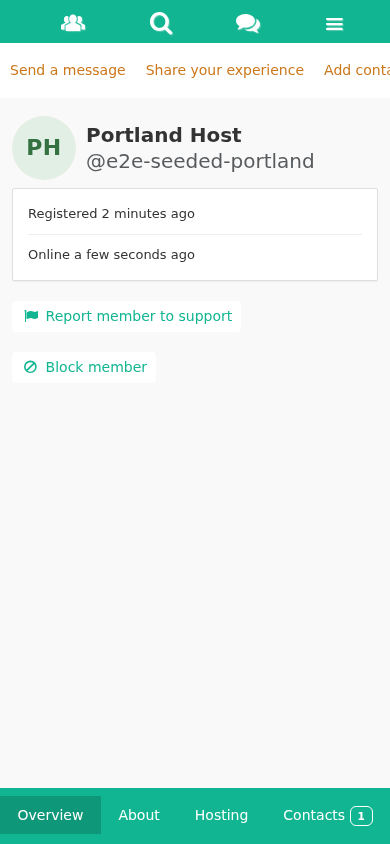 Send a message Share your experience Add conta
PH
Portland Host
@e2e-seeded-portland
Registered 2 minutes ago
Online a few seconds ago
Report member to support
Block member
Overview About Hosting Contacts 1